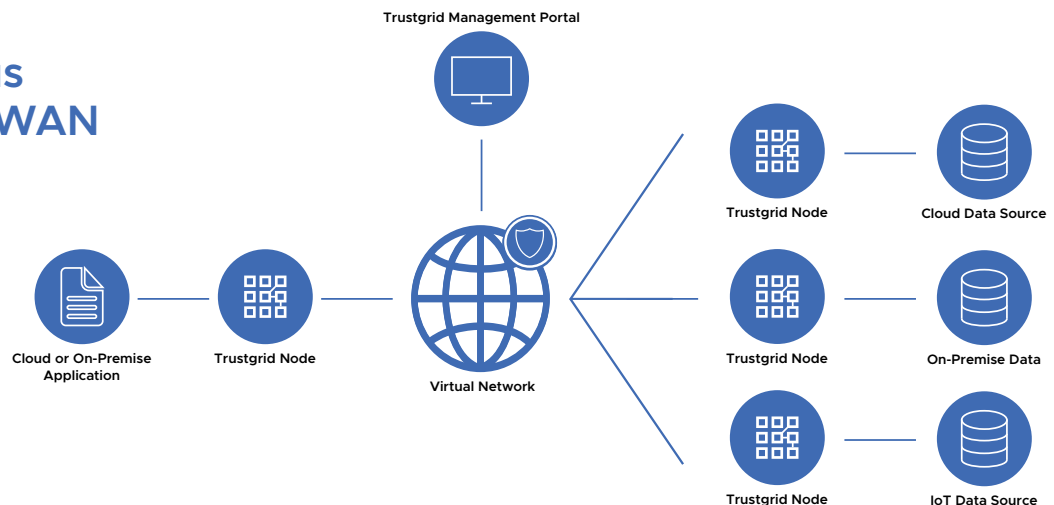 Trustgrid Management Portal
WAN
Trustgrid Node
Cloud Data Source
Cloud or On-Premise
Application
Trustgrid Node
Virtual Network
Trustgrid Node
On-Premise Data
Trustgrid Node
IoT Data Source